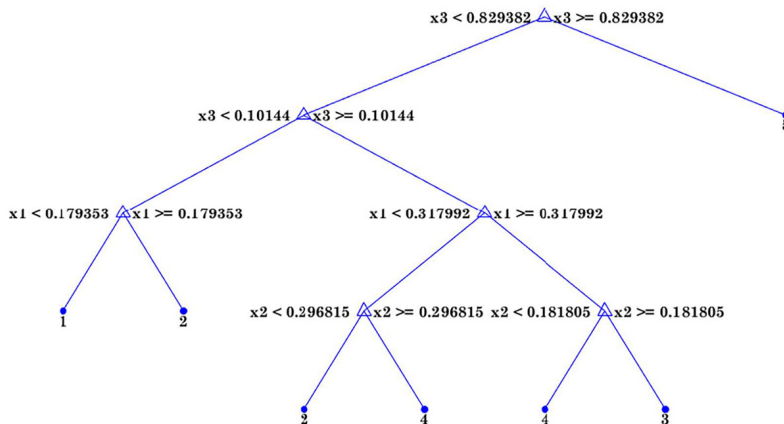 x3 < 0.829382 x3 >= 0.829382
x3 < 0.10144 x3 >= 0.10144
x1 < 0.179353 x1 >= 0.179353 x1 < 0.317992 x1 >= 0.317992
1 2 x2 < 0.296815 x2 >= 0.296815 x2 < 0.181805 x2 >= 0.181805
2 4 4 3